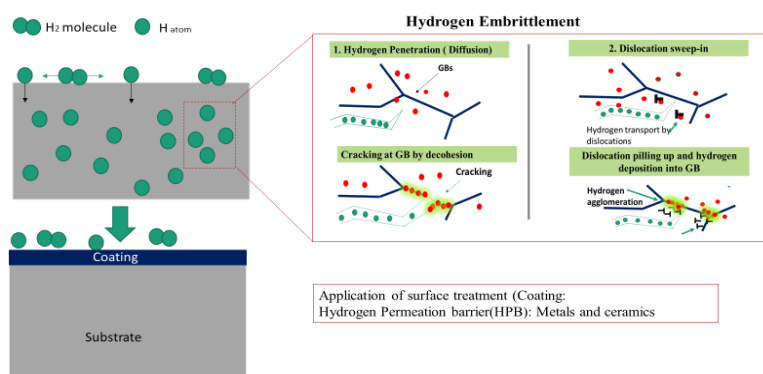 Hydrogen Embrittlement
H2 molecule
H atom
1. Hydrogen Penetration ( Diffusion)
GBs
2. Dislocation sweep-in
Hydrogen transport by
dislocations
Cracking at GB by decohesion
Cracking
Dislocation pilling up and hydrogen
deposition into GB
Hydrogen
agglomeration
Coating
Substrate
Application of surface treatment (Coating:
Hydrogen Permeation barrier(HPB): Metals and ceramics